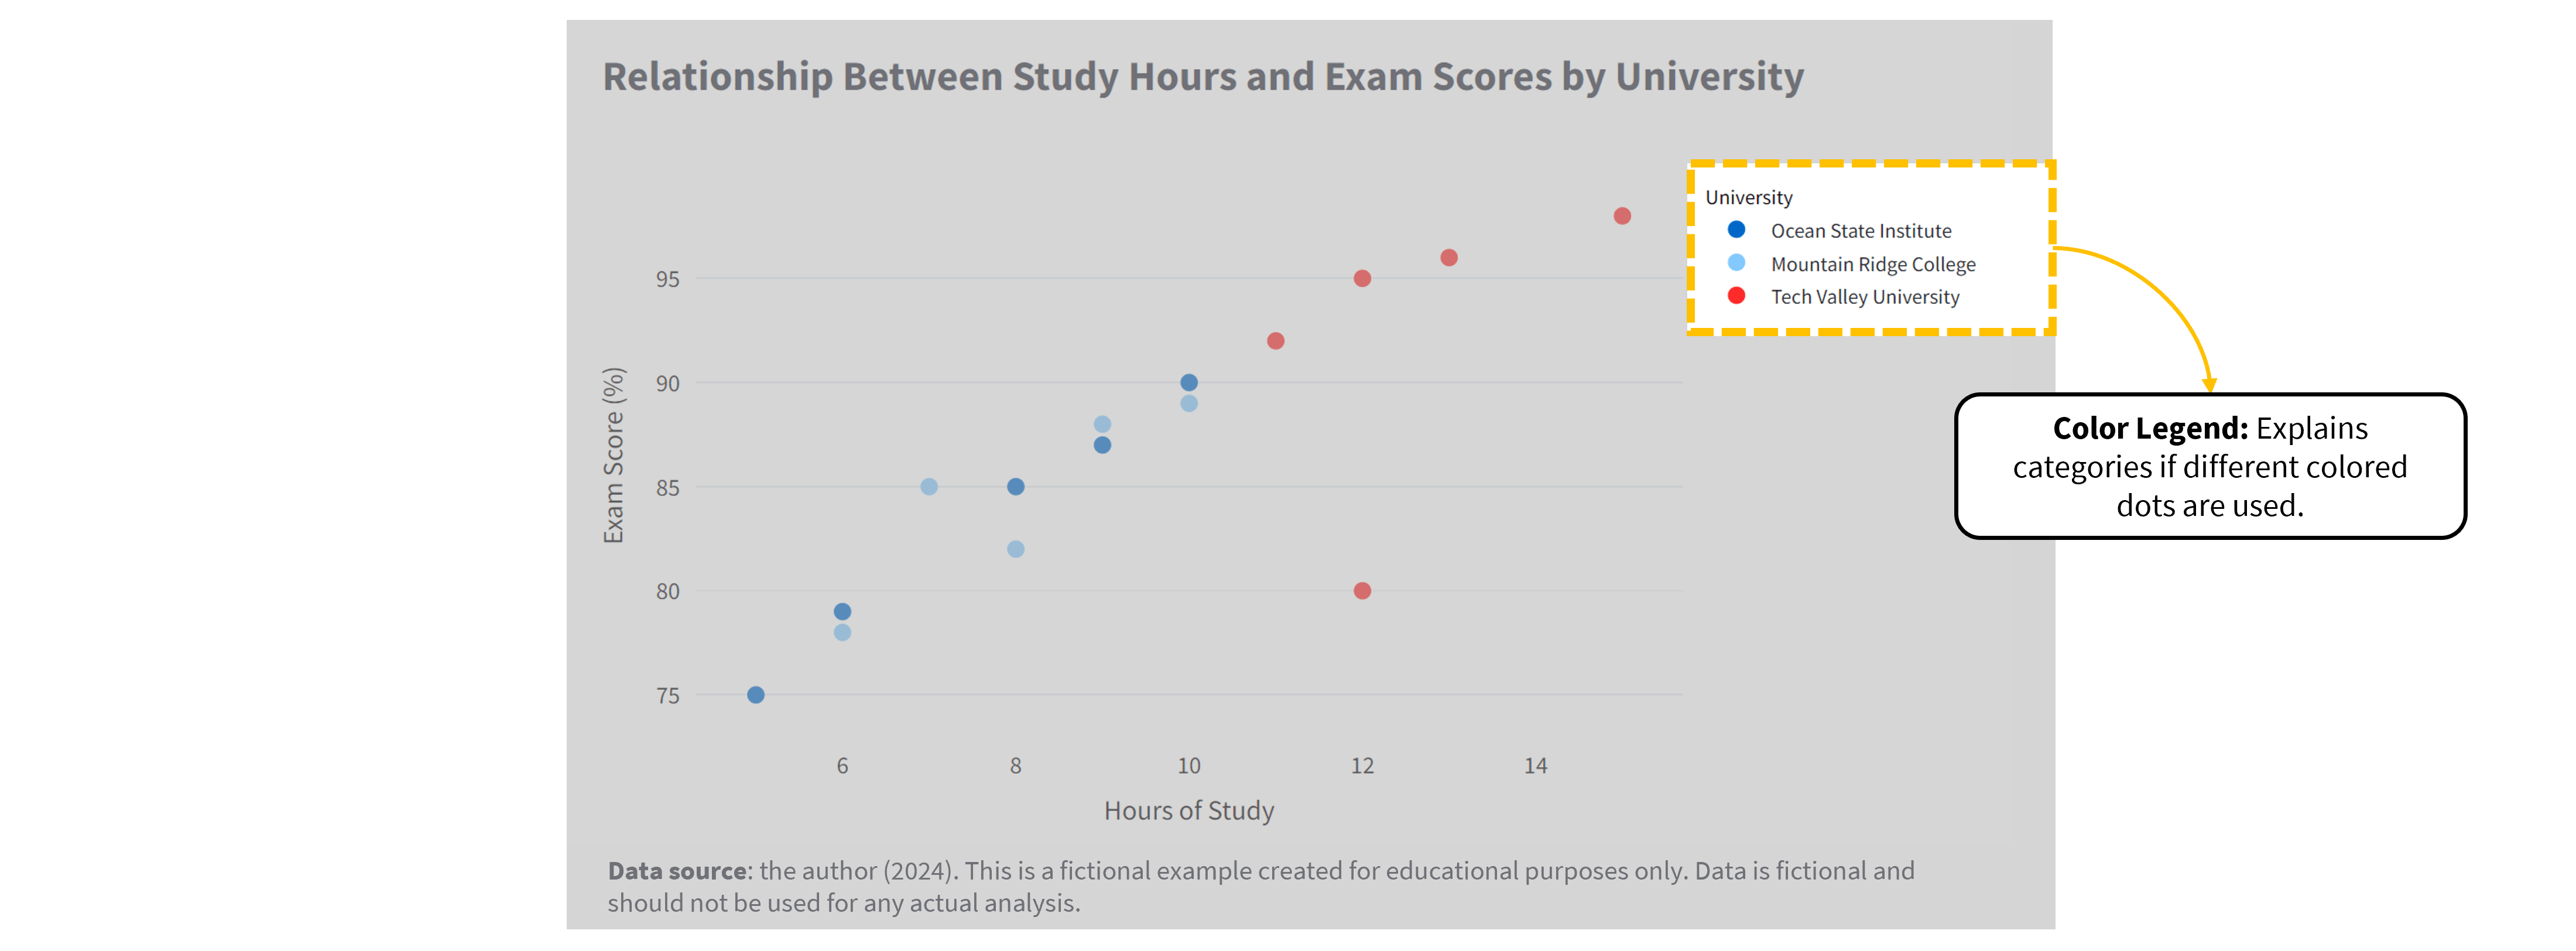 Relationship Between Study Hours and Exam Scores by University
University
Ocean State Institute
Mountain Ridge College
Tech Valley University
Color Legend: Explains
categories if different colored
dots are used.
Exam Score (%)
95
90
85
80
75
6 8 10 12 14
Hours of Study
Data source: the author (2024). This is a fictional example created for educational purposes only. Data is fictional and
should not be used for any actual analysis.